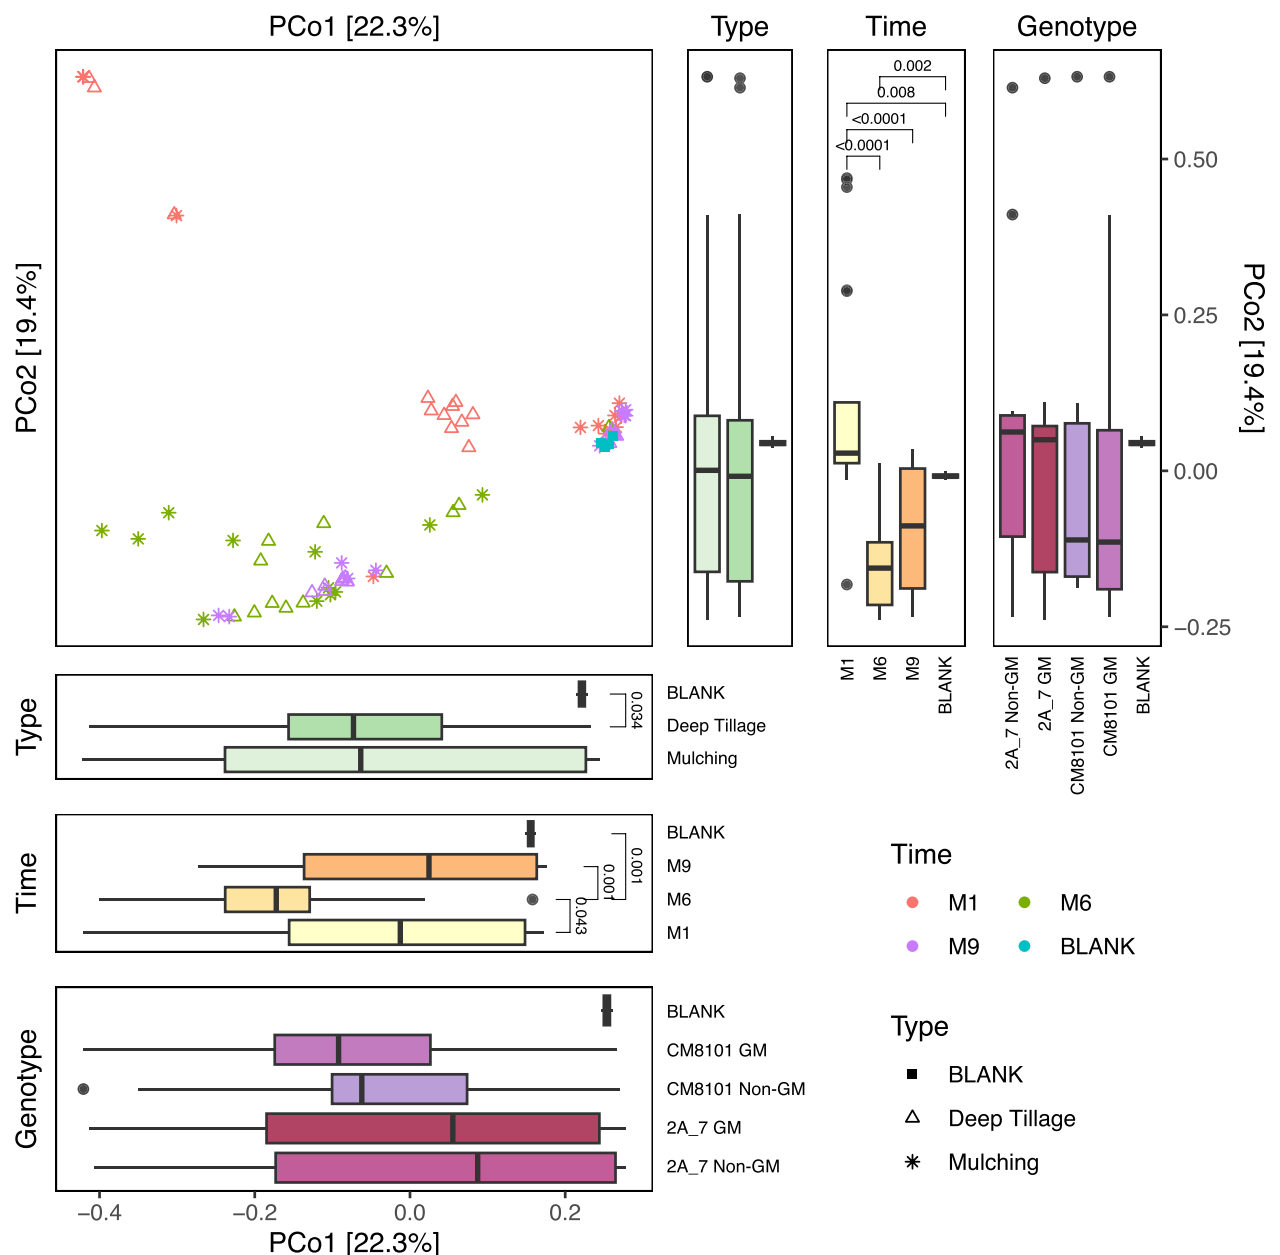 PCo1 [22.3%]
Type
Time
Genotype
PCo2 [19.4%]
0.002
0.008
<0.0001
<0.0001
0.50
0.25
0.00
−0.25
PCo2 [19.4%]
M1
M6
M9
BLANK
2A_7 Non-GM
2A_7 GM
CM8101 Non-GM
CM8101 GM
BLANK
Type
BLANK
Deep Tillage
Mulching
0.034
Time
BLANK
M9
M6
M1
0.001
0.001
0.043
Genotype
BLANK
CM8101 GM
CM8101 Non-GM
2A_7 GM
2A_7 Non-GM
−0.4
−0.2
0.0
0.2
PCo1 [22.3%]
Time
M1
M6
M9
BLANK
Type
BLANK
Deep Tillage
Mulching